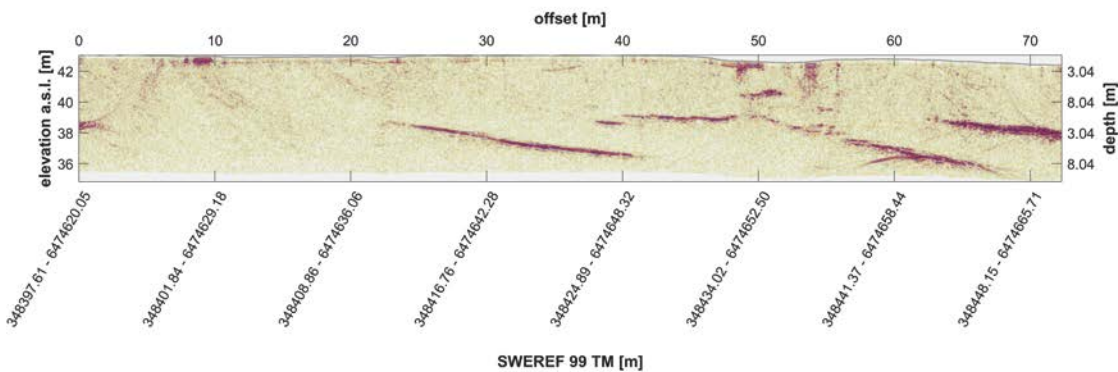 offset [m]
0 10 20 30 40 50 60 70
elevation a.s.l. [m]
42
40
38
36
3.04
8.04
3.04
8.04
depth [m]
348397.61 - 6474620.05
348401.84 - 6474629.18
348408.86 - 6474636.06
348416.76 - 6474642.28
348424.89 - 6474648.32
348434.02 - 6474652.50
348441.37 - 6474658.44
348448.15 - 6474665.71
SWEREF 99 TM [m]